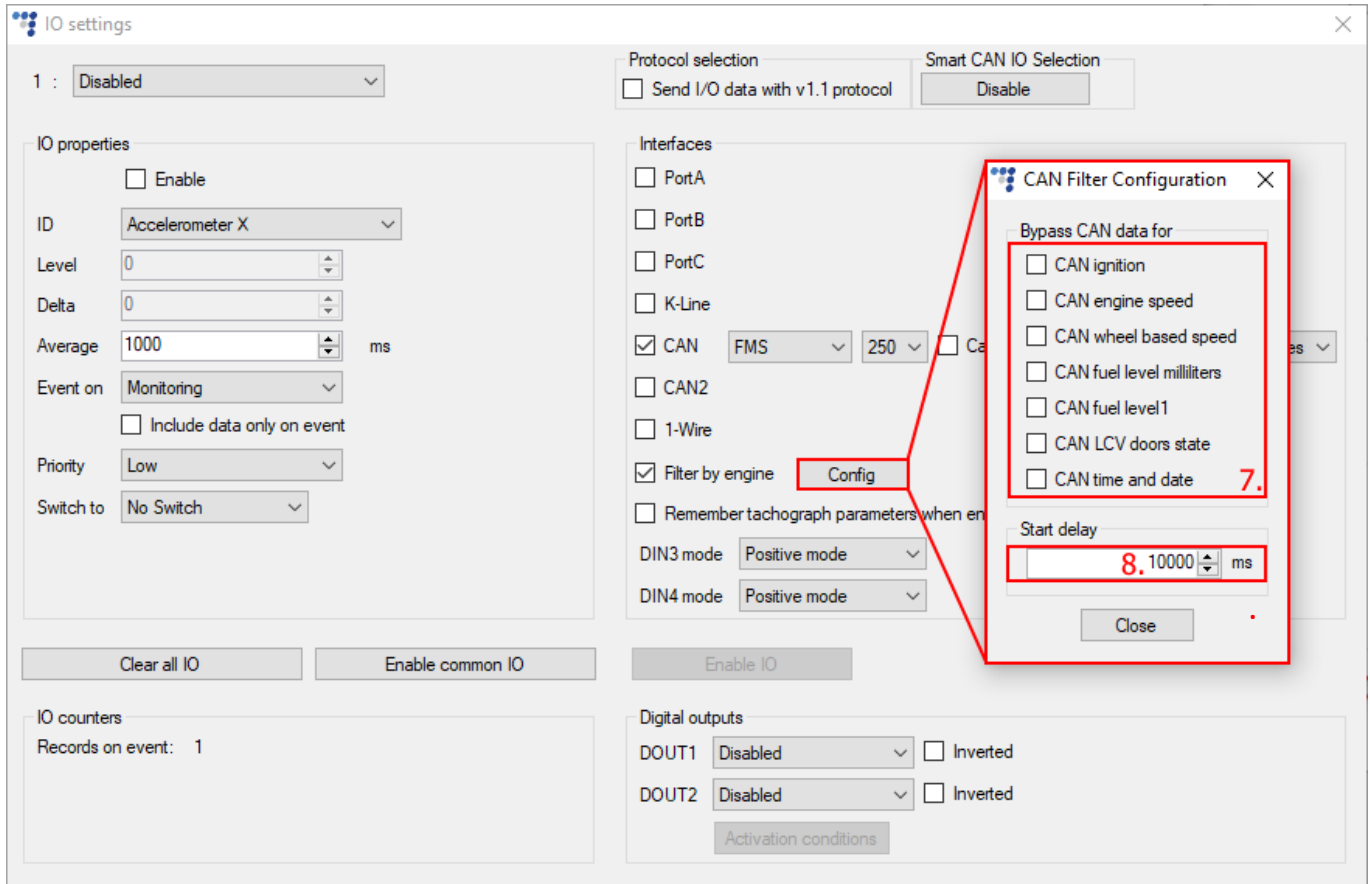 IO settings
1 : Disabled
Protocol selection
Send I/O data with v1.1 protocol
Smart CAN IO Selection
Disable
IO properties
Enable
ID Accelerometer X
Level 0
Delta 0
Average 1000 ms
Event on Monitoring
Include data only on event
Priority Low
Switch to No Switch
Interfaces
PortA
PortB
PortC
K-Line
CAN FMS 250
CAN2
1-Wire
Filter by engine Config
Remember tachograph parameters when
DIN3 mode Positive mode
DIN4 mode Positive mode
CAN Filter Configuration
Bypass CAN data for
CAN ignition
CAN engine speed
CAN wheel based speed
CAN fuel level milliliters
CAN fuel level1
CAN LCV doors state
CAN time and date 7.
Start delay
8. 10000 ms
Close
Clear all IO Enable common IO Enable IO
IO counters
Records on event: 1
Digital outputs
DOUT1 Disabled Inverted
DOUT2 Disabled Inverted
Activation conditions